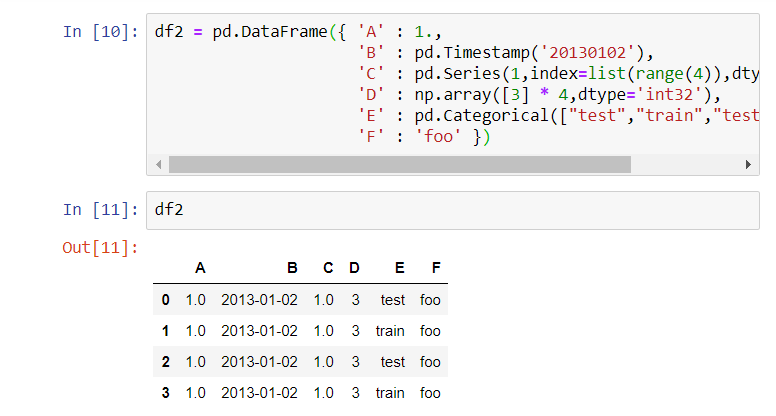 In [10]: df2 = pd.DataFrame({ 'A' : 1.,
'B' : pd.Timestamp('20130102'),
'C' : pd.Series(1,index=list(range(4)),dty
'D' : np.array([3] * 4,dtype='int32'),
'E' : pd.Categorical(["test","train","test
'F' : 'foo' })
In [11]: df2
Out[11]:
A B C D E F
0 1.0 2013-01-02 1.0 3 test foo
1 1.0 2013-01-02 1.0 3 train foo
2 1.0 2013-01-02 1.0 3 test foo
3 1.0 2013-01-02 1.0 3 train foo